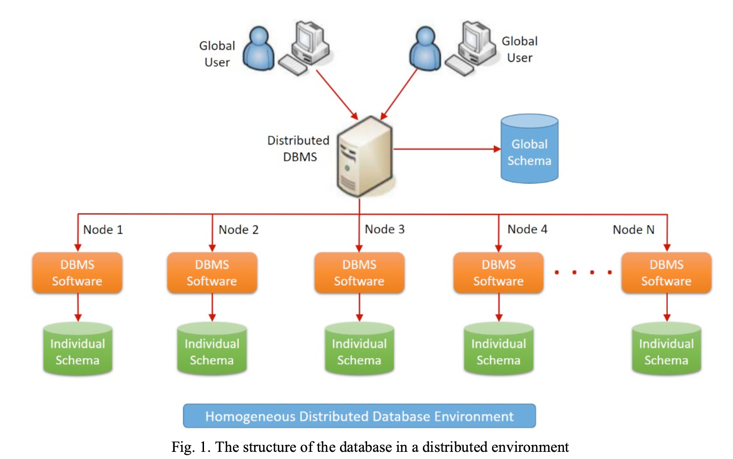 Global
User
Global
User
Distributed
DBMS
Global
Schema
Node 1
Node 2
Node 3
Node 4
Node N
DBMS
Software
DBMS
Software
DBMS
Software
DBMS
Software
DBMS
Software
Individual
Schema
Individual
Schema
Individual
Schema
Individual
Schema
Individual
Schema
Homogeneous Distributed Database Environment
Fig. 1. The structure of the database in a distributed environment